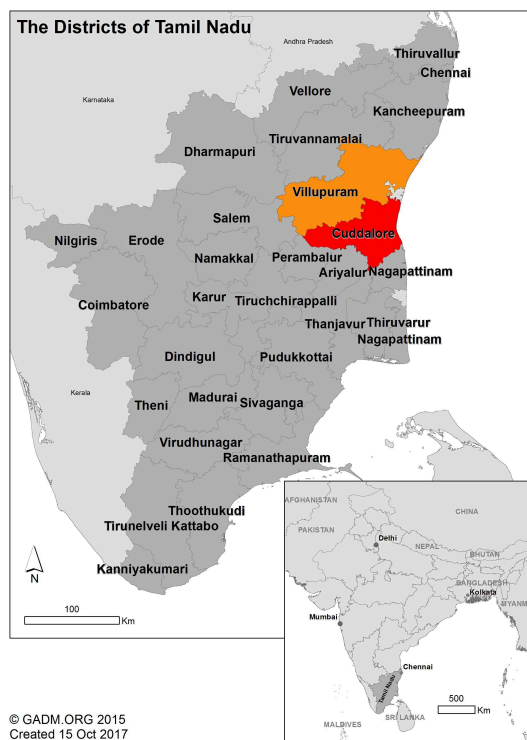 The Districts of Tamil Nadu
Andhra Pradesh
Thiruvallur
Chennai
Karnataka
Vellore
Kancheepuram
Tiruvannamalai
Dharmapuri
Villupuram
Salem
Cuddalore
Nilgiris
Erode
Namakkal
Perambalur
Ariyalur
Nagapattinam
Coimbatore
Karur
Tiruchchirappalli
Thanjavur
Thiruvarur
Nagapattinam
Dindigul
Pudukkottai
Kerala
Theni
Madurai
Sivaganga
Virudhunagar
Ramanathapuram
Thoothukudi
Tirunelveli Kattabo
Kanniyakumari
N
100
Km
AFGHANISTAN
CHINA
PAKISTAN
Delhi
NEPAL
BHUTAN
BANGLADESH
Kolkata
MYANM
Mumbai
Chennai
Tamil Nadu
500
Km
SRI LANKA
MALDIVES
© GADM.ORG 2015
Created 15 Oct 2017